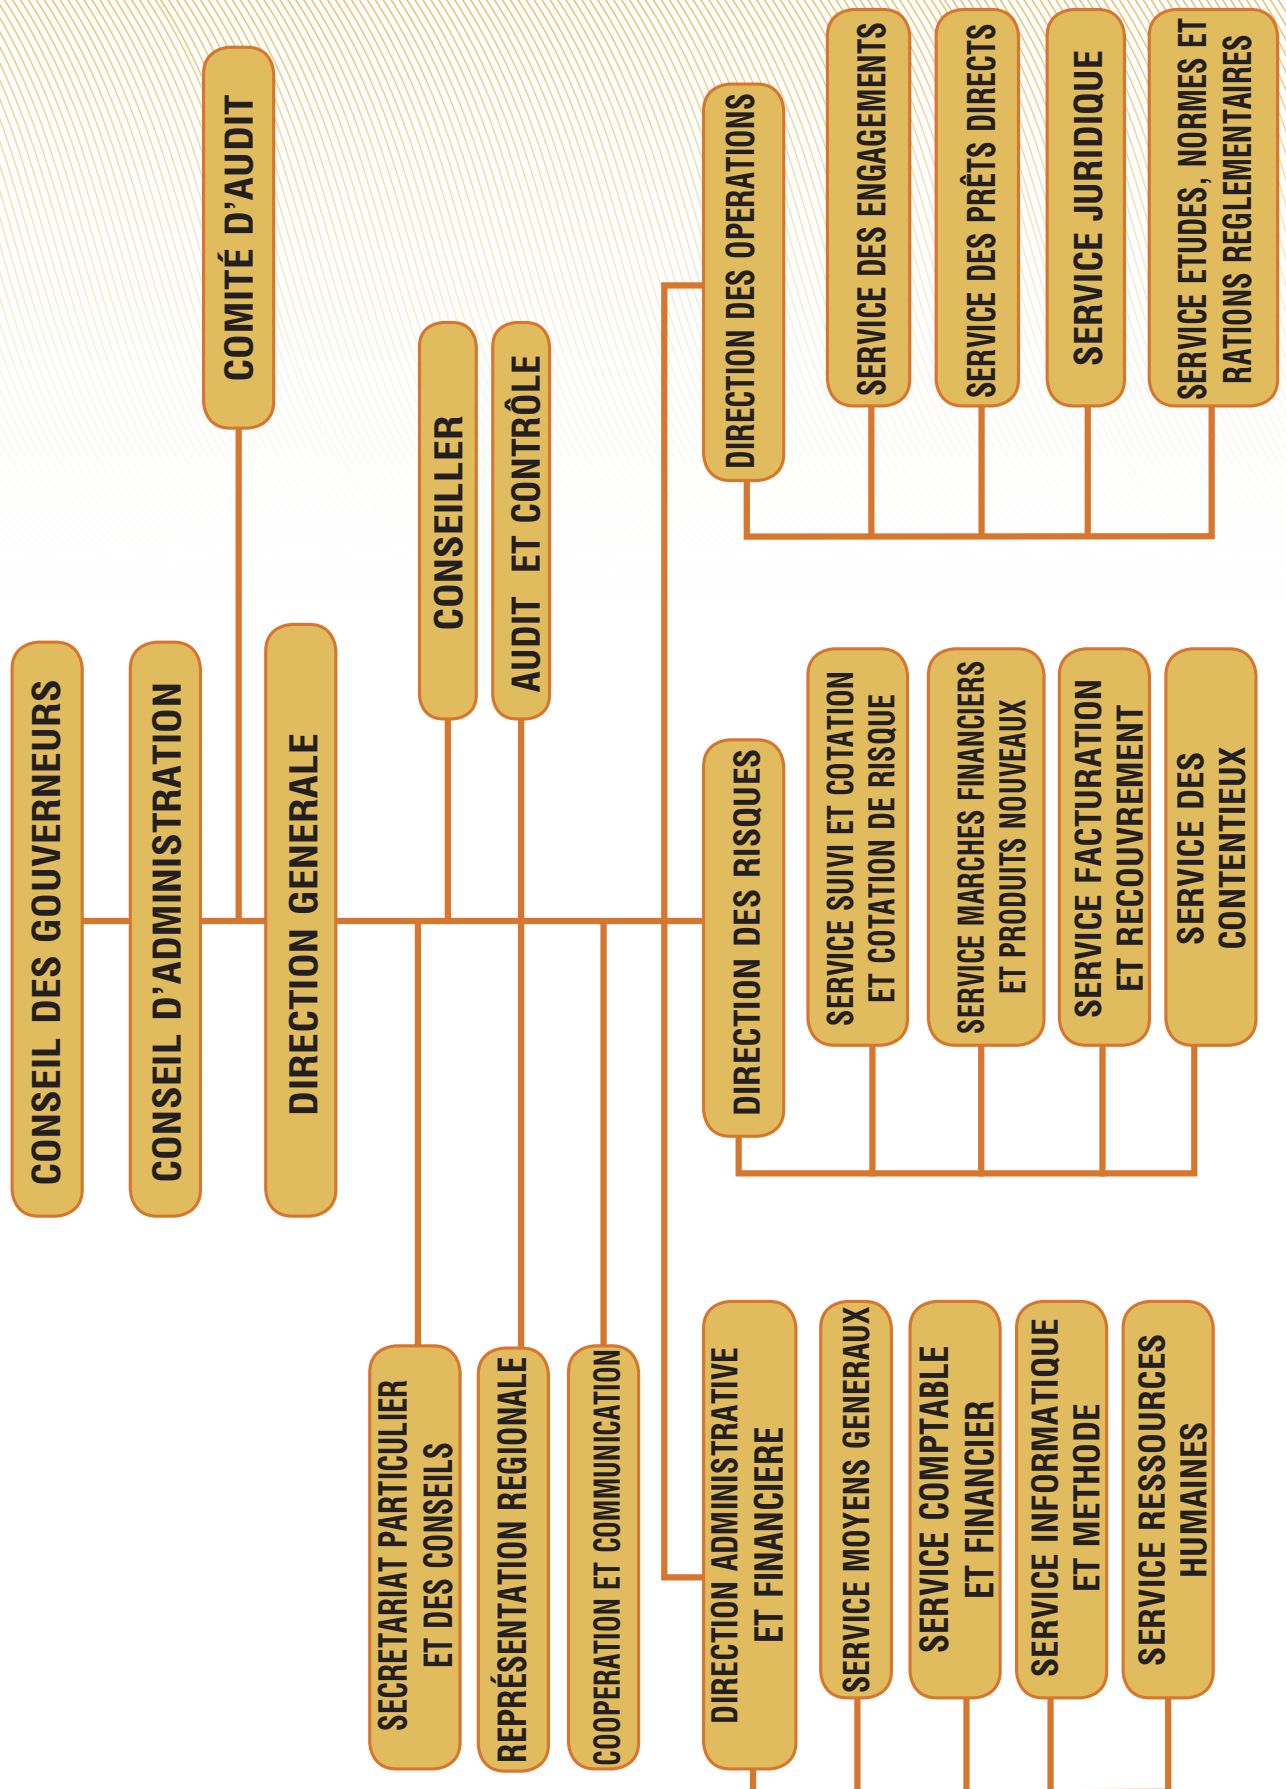 CONSEIL DES GOUVERNEURS
CONSEIL D’ADMINISTRATION
COMITÉ D’AUDIT
DIRECTION GENERALE
SECRETARIAT PARTICULIER
ET DES CONSEILS
CONSEILLER
REPRÉSENTATION REGIONALE
AUDIT ET CONTRÔLE
COOPERATION ET COMMUNICATION
DIRECTION ADMINISTRATIVE
ET FINANCIERE
SERVICE MOYENS GENERAUX
SERVICE COMPTABLE
ET FINANCIER
SERVICE INFORMATIQUE
ET METHODE
SERVICE RESSOURCES
HUMAINES
DIRECTION DES RISQUES
SERVICE SUIVI ET COTATION
ET COTATION DE RISQUE
SERVICE MARCHES FINANCIERS
ET PRODUITS NOUVEAUX
SERVICE FACTURATION
ET RECOUVREMENT
SERVICE DES
CONTENTIEUX
DIRECTION DES OPERATIONS
SERVICE DES ENGAGEMENTS
SERVICE DES PRÊTS DIRECTS
SERVICE JURIDIQUE
SERVICE ETUDES, NORMES ET
RATIONS REGLEMENTAIRES